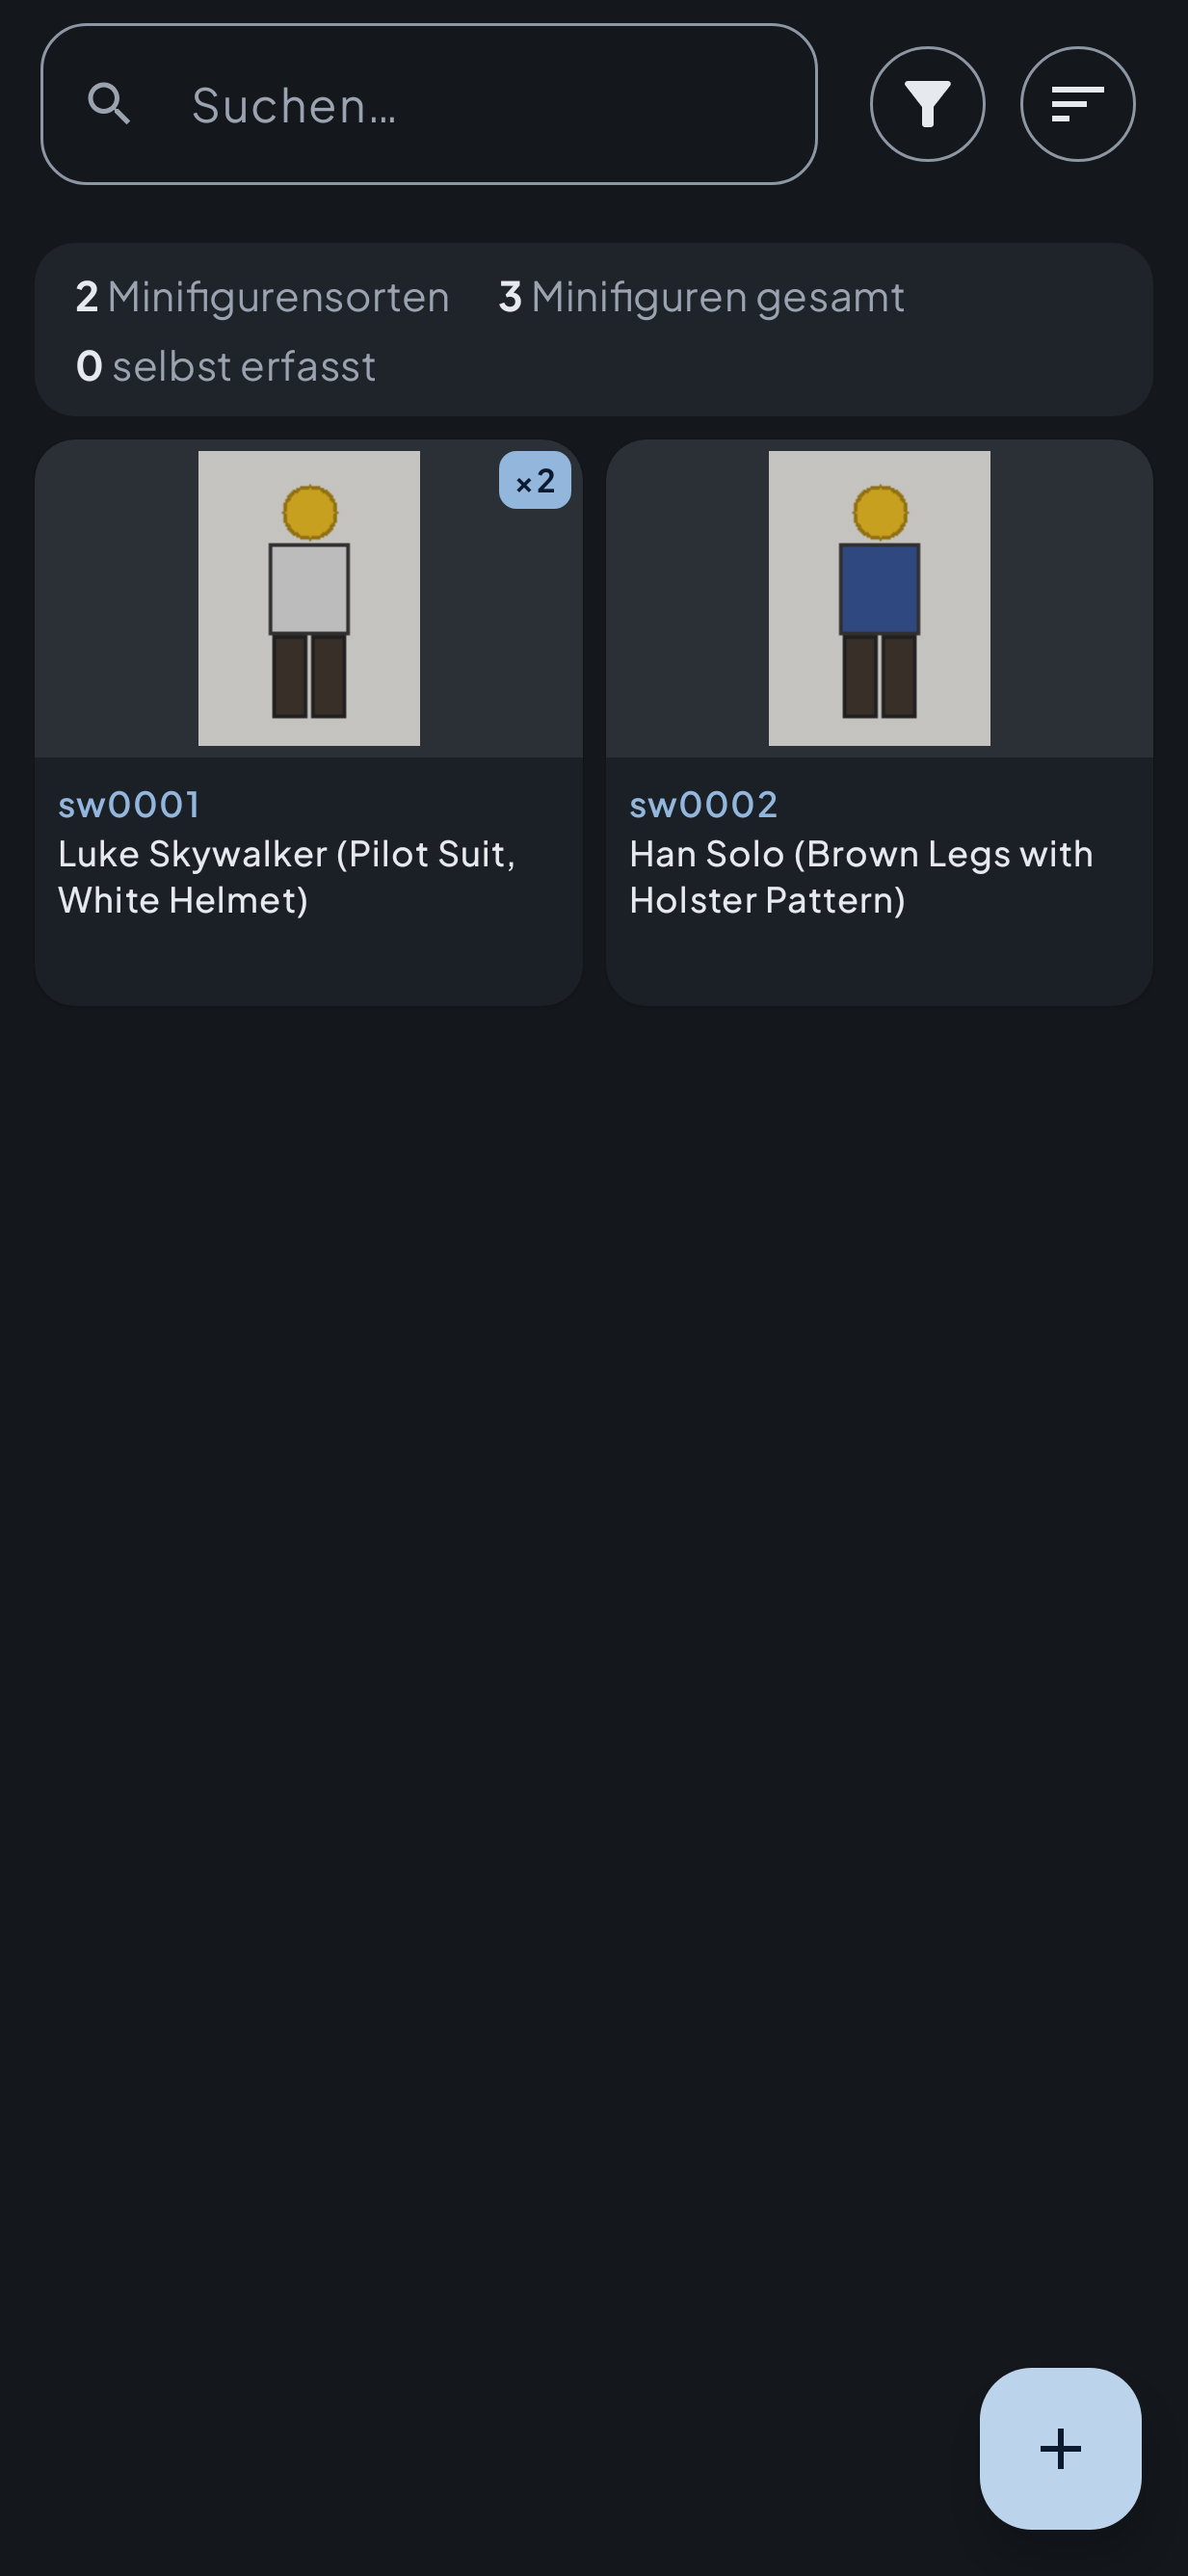 Suchen…
2 Minifigurensorten 3 Minifiguren gesamt
0 selbst erfasst
×2
sw0001
Luke Skywalker (Pilot Suit,
White Helmet)
sw0002
Han Solo (Brown Legs with
Holster Pattern)